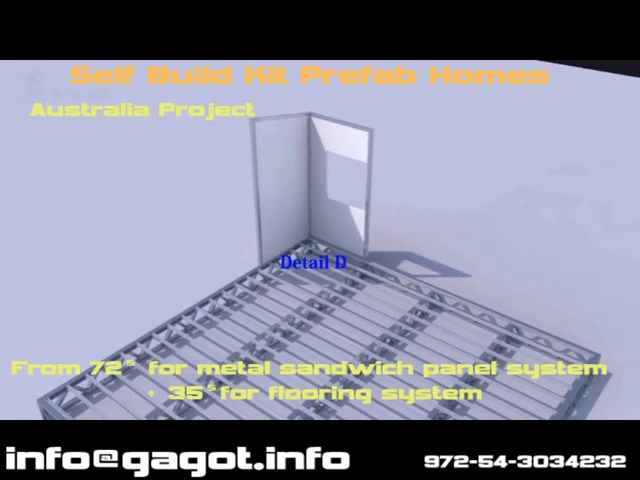 Self Build Kit Prefab Homes
Australia Project
Detail D
From 72$ for metal sandwich panel system
+ 35$ for flooring system
info@gagot.info
972-54-3034232